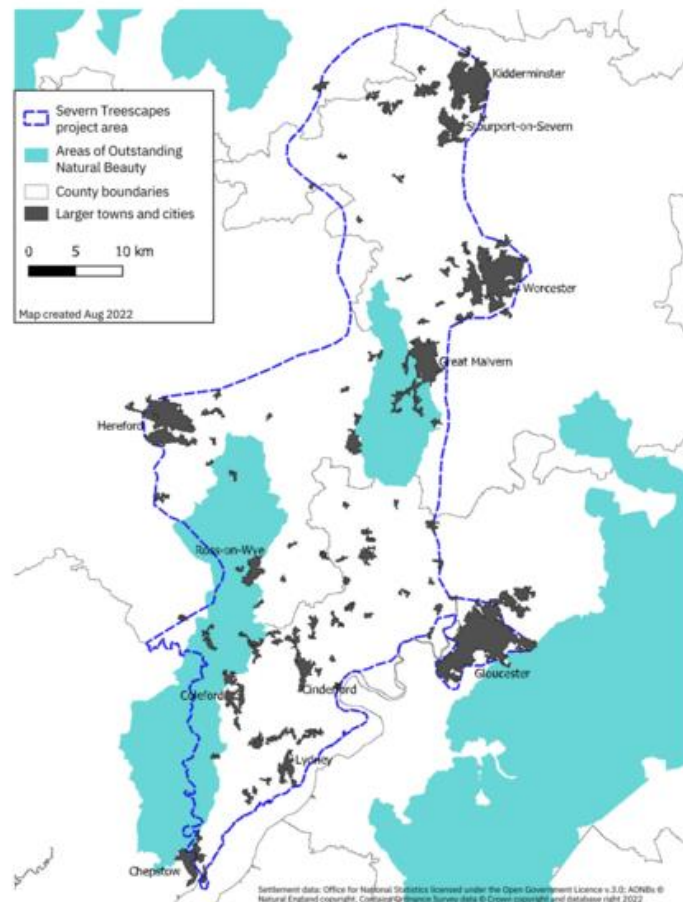 Kidderminster
Stourport-on-Severn
Severn Treescapes
project area
Areas of Outstanding
Natural Beauty
County boundaries
Larger towns and cities
0 5 10 km
Map created Aug 2022
Worcester
Great Malvern
Hereford
Ross-on-Wye
Gloucester
Coleford
Cinderford
Lydney
Chepstow
Settlement data: Office for National Statistics licensed under the Open Government Licence v.3.0; AONBs ©
Natural England copyright. Contains Ordnance Survey data © Crown copyright and database right 2022